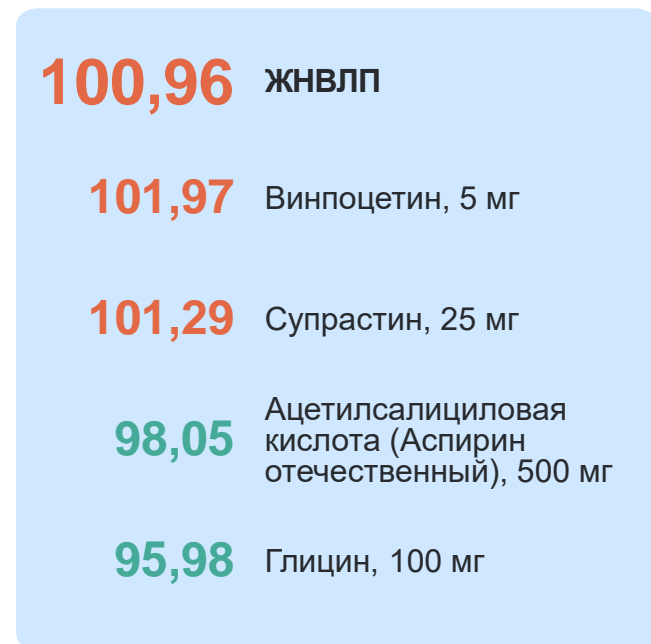 100,96 ЖНВЛП
101,97 Винпоцетин, 5 мг
101,29 Супрастин, 25 мг
Ацетилсалициловая
98,05 кислота (Аспирин
отечественный), 500 мг
95,98 Глицин, 100 мг